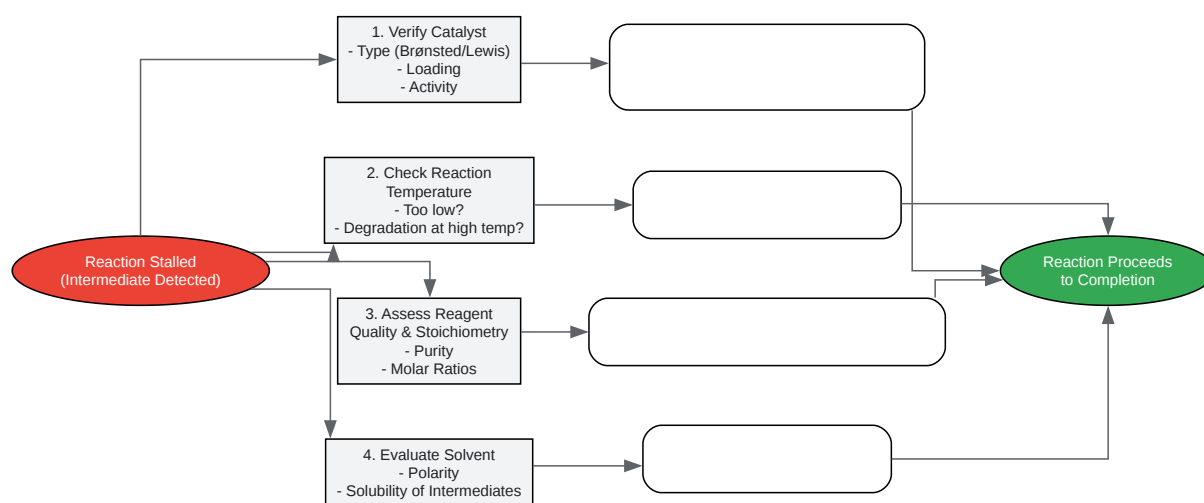 1. Verify Catalyst
- Type (Brønsted/Lewis)
- Loading
- Activity
2. Check Reaction
Temperature
- Too low?
- Degradation at high temp?
Reaction Stalled
(Intermediate Detected)
Reaction Proceeds
to Completion
3. Assess Reagent
Quality & Stoichiometry
- Purity
- Molar Ratios
4. Evaluate Solvent
- Polarity
- Solubility of Intermediates